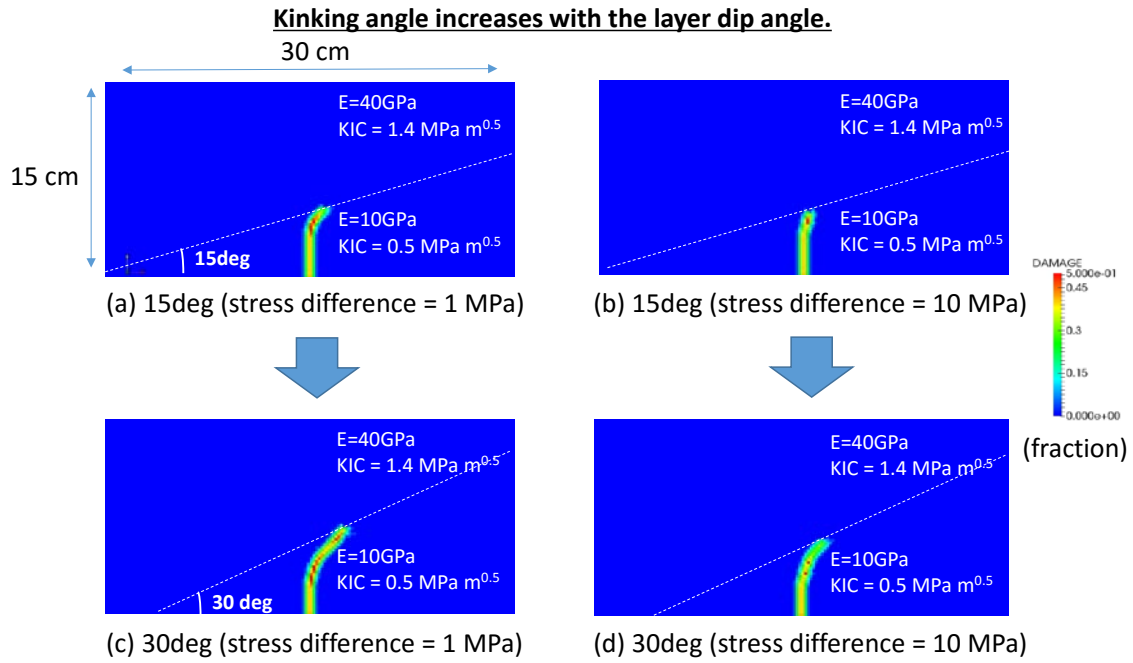 Kinking angle increases with the layer dip angle.
30 cm
15 cm
E=40GPa
KIC = 1.4 MPa m0.5
E=10GPa
KIC = 0.5 MPa m0.5
15deg
(a) 15deg (stress difference = 1 MPa)
E=40GPa
KIC = 1.4 MPa m0.5
E=10GPa
KIC = 0.5 MPa m0.5
(b) 15deg (stress difference = 10 MPa)
DAMAGE
5.000e-01
0.45
0.3
0.15
0.000e+00
(fraction)
E=40GPa
KIC = 1.4 MPa m0.5
E=10GPa
KIC = 0.5 MPa m0.5
30 deg
(c) 30deg (stress difference = 1 MPa)
E=40GPa
KIC = 1.4 MPa m0.5
E=10GPa
KIC = 0.5 MPa m0.5
(d) 30deg (stress difference = 10 MPa)